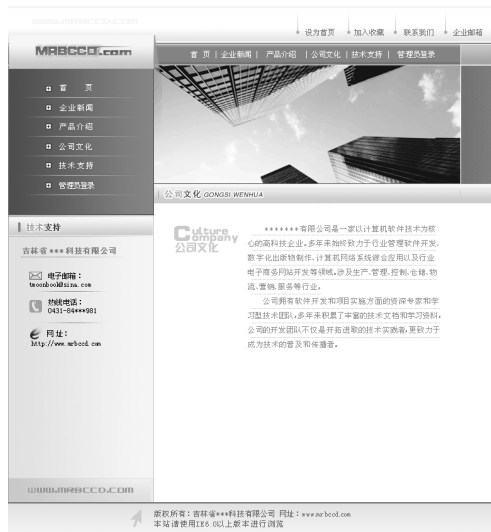 WWW.MRBCCD.COM
设为首页 加入收藏 联系我们 企业邮箱
MRBCCD.com
首 页 | 企业新闻 | 产品介绍 | 公司文化 | 技术支持 | 管理员登录
首 页
企业新闻
产品介绍
公司文化
技术支持
管理员登录
公司文化 GONGSI WENHUA
技术支持
吉林省***科技有限公司
电子邮箱：
tmoonbool@sina.com
热线电话：
0431-84***981
网址：
http://www.mrbccd.com
Culture
Company
公司文化
*******有限公司是一家以计算机软件技术为核
心的高科技企业。多年来始终致力于行业管理软件开发、
数字化出版物制作、计算机网络系统综合应用以及行业
电子商务网站开发等领域，涉及生产、管理、控制、仓储、物
流、营销、服务等行业。
公司拥有软件开发和项目实施方面的资深专家和学
习型技术团队，多年来积累了丰富的技术文档和学习资料，
公司的开发团队不仅是开拓进取的技术实践者，更致力于
成为技术的普及和传播者。
WWW.MRBCCD.COM
版权所有：吉林省***科技有限公司 网址：www.mrbccd.com
本站请使用IE6.0以上版本进行浏览